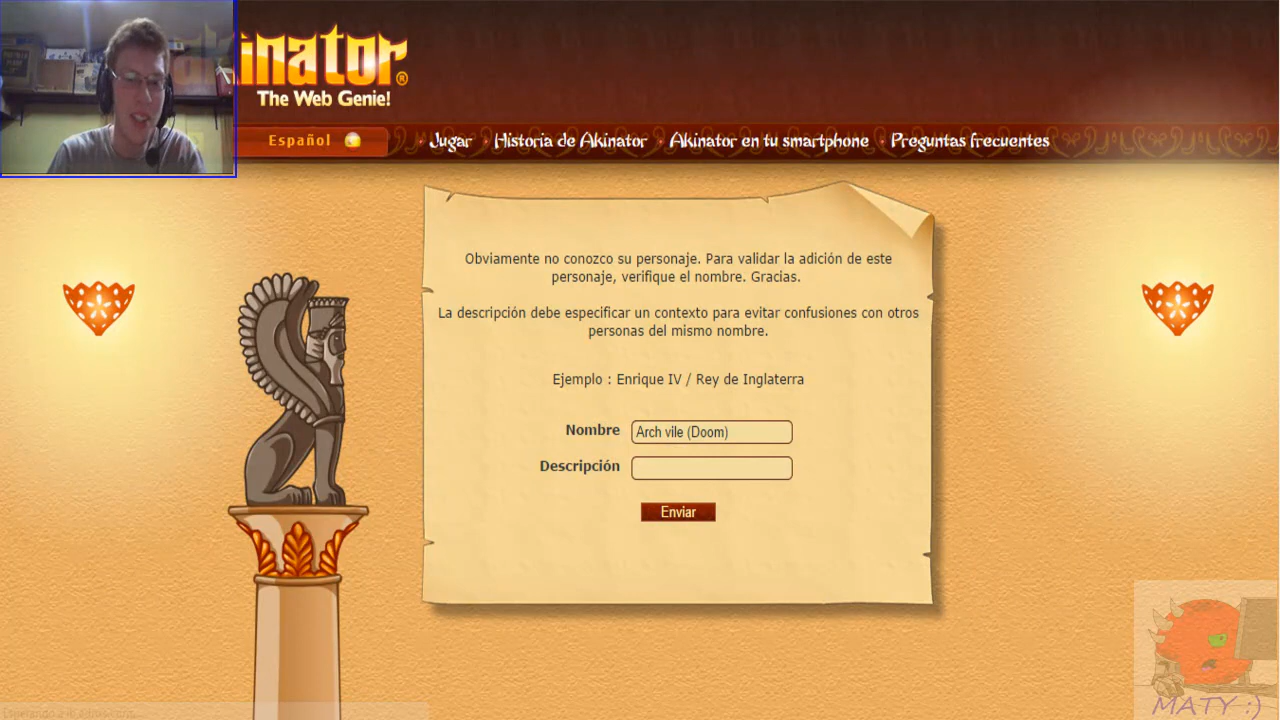 inator®
The Web Genie!
Español
Jugar
Historia de Akinator
Akinator en tu smartphone
Preguntas frecuentes
Obviamente no conozco su personaje. Para validar la adición de este
personaje, verifique el nombre. Gracias.
La descripción debe especificar un contexto para evitar confusiones con otros
personas del mismo nombre.
Ejemplo : Enrique IV / Rey de Inglaterra
Nombre Arch vile (Doom)
Descripción
Enviar
MATY :)